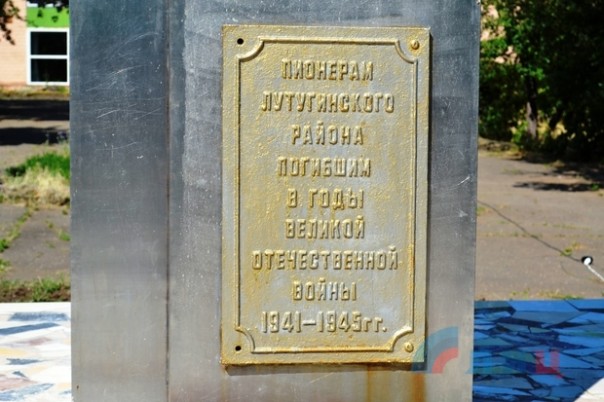 ПИОНЕРАМ
ЛУТУГИНСКОГО
РАЙОНА
ПОГИБШИМ
В ГОДЫ
ВЕЛИКОЙ
ОТЕЧЕСТВЕННОЙ
ВОЙНЫ
1941-1945гг.